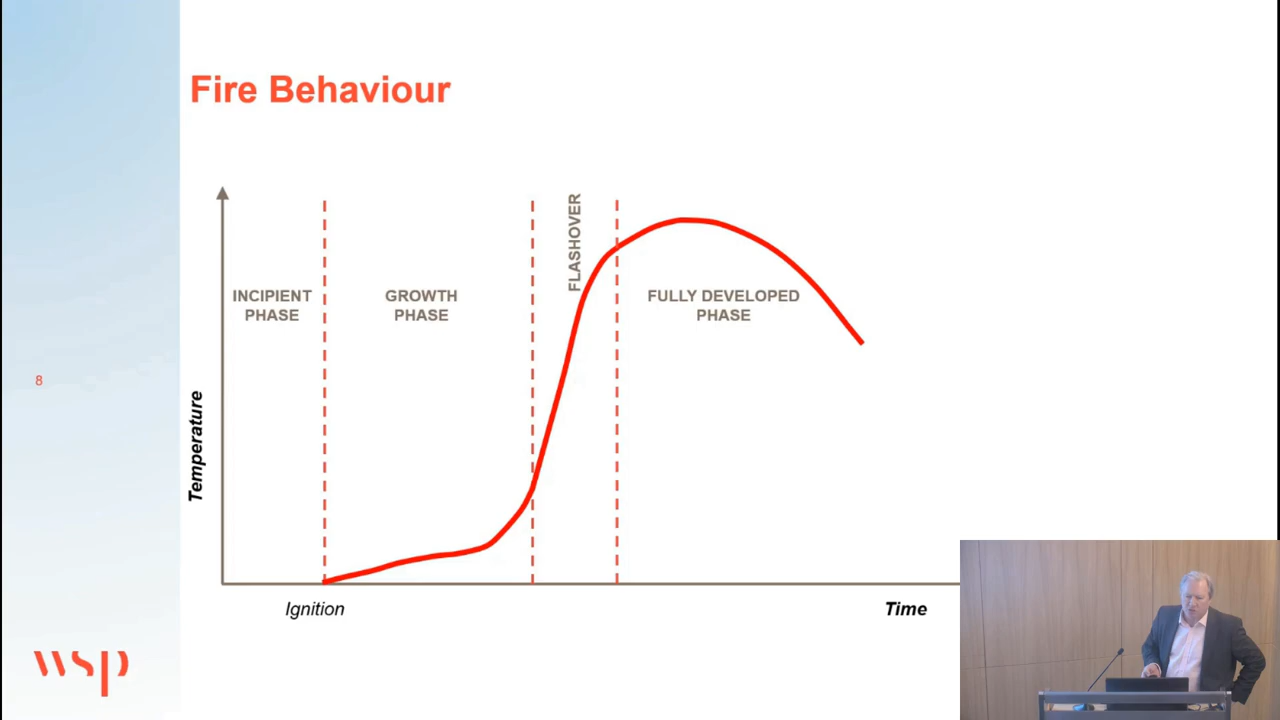 Fire Behaviour
FLASHOVER
INCIPIENT
PHASE
GROWTH
PHASE
FULLY DEVELOPED
PHASE
8
Temperature
Ignition
Time
wsp